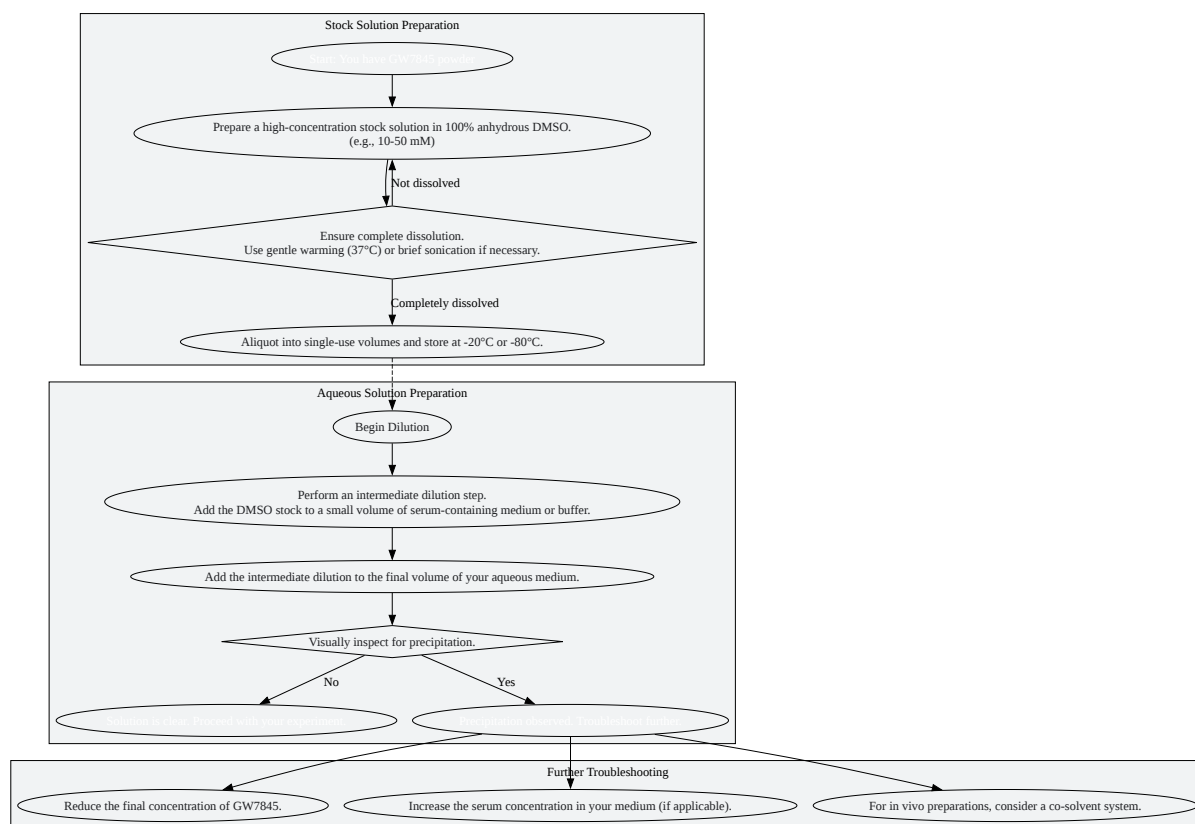 Stock Solution Preparation
Start: You have GW7845 powder
Prepare a high-concentration stock solution in 100% anhydrous DMSO.
(e.g., 10-50 mM)
Not dissolved
Ensure complete dissolution.
Use gentle warming (37°C) or brief sonication if necessary.
Completely dissolved
Aliquot into single-use volumes and store at -20°C or -80°C.
Aqueous Solution Preparation
Begin Dilution
Perform an intermediate dilution step.
Add the DMSO stock to a small volume of serum-containing medium or buffer.
Add the intermediate dilution to the final volume of your aqueous medium.
Visually inspect for precipitation.
No
Yes
Solution is clear. Proceed with your experiment.
Precipitation observed. Troubleshoot further.
Further Troubleshooting
Reduce the final concentration of GW7845.
Increase the serum concentration in your medium (if applicable).
For in vivo preparations, consider a co-solvent system.